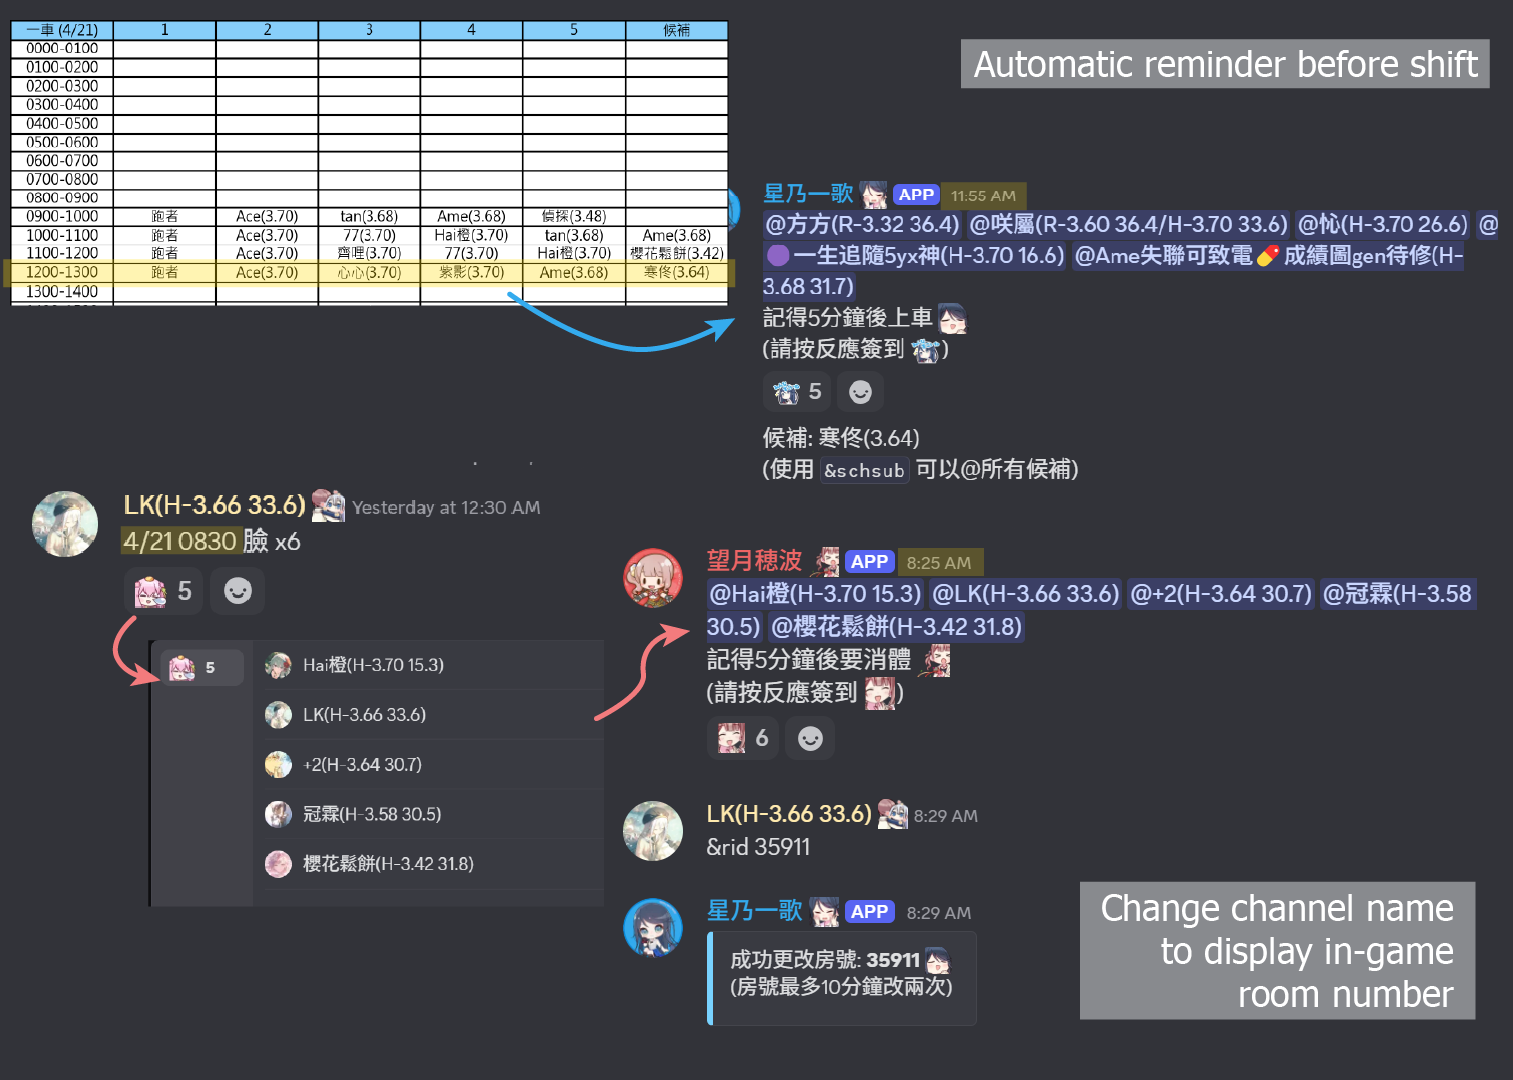 一車 (4/21) 1 2 3 4 5 候補
0000-0100
0100-0200
0200-0300
0300-0400
0400-0500
0500-0600
0600-0700
0700-0800
0800-0900
0900-1000 跑者 Ace(3.70) tan(3.68) Ame(3.68) 偵探(3.48)
1000-1100 跑者 Ace(3.70) 77(3.70) Hai橙(3.70) tan(3.68) Ame(3.68)
1100-1200 跑者 Ace(3.70) 齊哩(3.70) 77(3.70) Hai橙(3.70) 櫻花鬆餅(3.42)
1200-1300 跑者 Ace(3.70) 心心(3.70) 紫影(3.70) Ame(3.68) 寒佟(3.64)
1300-1400
Automatic reminder before shift
星乃一歌 APP 11:55 AM
@方方(R-3.32 36.4) @咲屬(R-3.60 36.4/H-3.70 33.6) @忄心(H-3.70 26.6) @
一生追隨5yx神(H-3.70 16.6) @Ame失聯可致電💊成績圖gen待修(H-
3.68 31.7)
記得5分鐘後上車
(請按反應簽到 )
5
候補: 寒佟(3.64)
(使用 &schsub 可以@所有候補)
LK(H-3.66 33.6) Yesterday at 12:30 AM
4/21 0830 臉 x6
5
5
Hai橙(H-3.70 15.3)
LK(H-3.66 33.6)
+2(H-3.64 30.7)
冠霖(H-3.58 30.5)
櫻花鬆餅(H-3.42 31.8)
望月穂波 APP 8:25 AM
@Hai橙(H-3.70 15.3) @LK(H-3.66 33.6) @+2(H-3.64 30.7) @冠霖(H-3.58
30.5) @櫻花鬆餅(H-3.42 31.8)
記得5分鐘後要消體
(請按反應簽到 )
6
LK(H-3.66 33.6) 8:29 AM
&rid 35911
星乃一歌 APP 8:29 AM
成功更改房號: 35911
(房號最多10分鐘改兩次)
Change channel name
to display in-game
room number